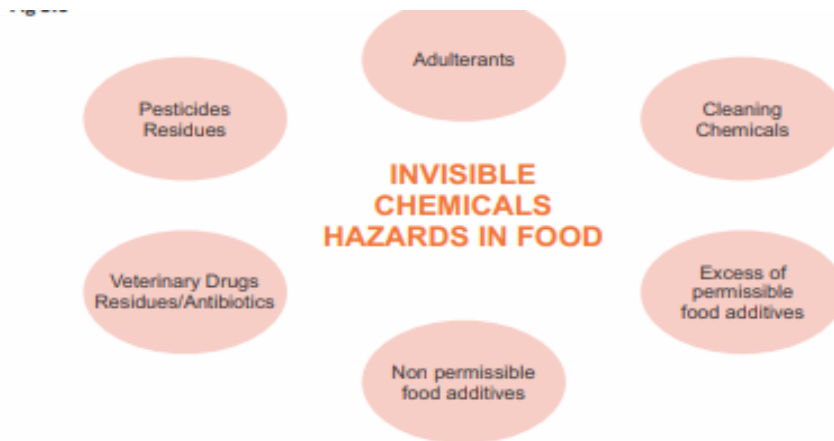 Adulterants
Pesticides
Residues
Cleaning
Chemicals
INVISIBLE
CHEMICALS
HAZARDS IN FOOD
Veterinary Drugs
Residues/Antibiotics
Excess of
permissible
food additives
Non permissible
food additives